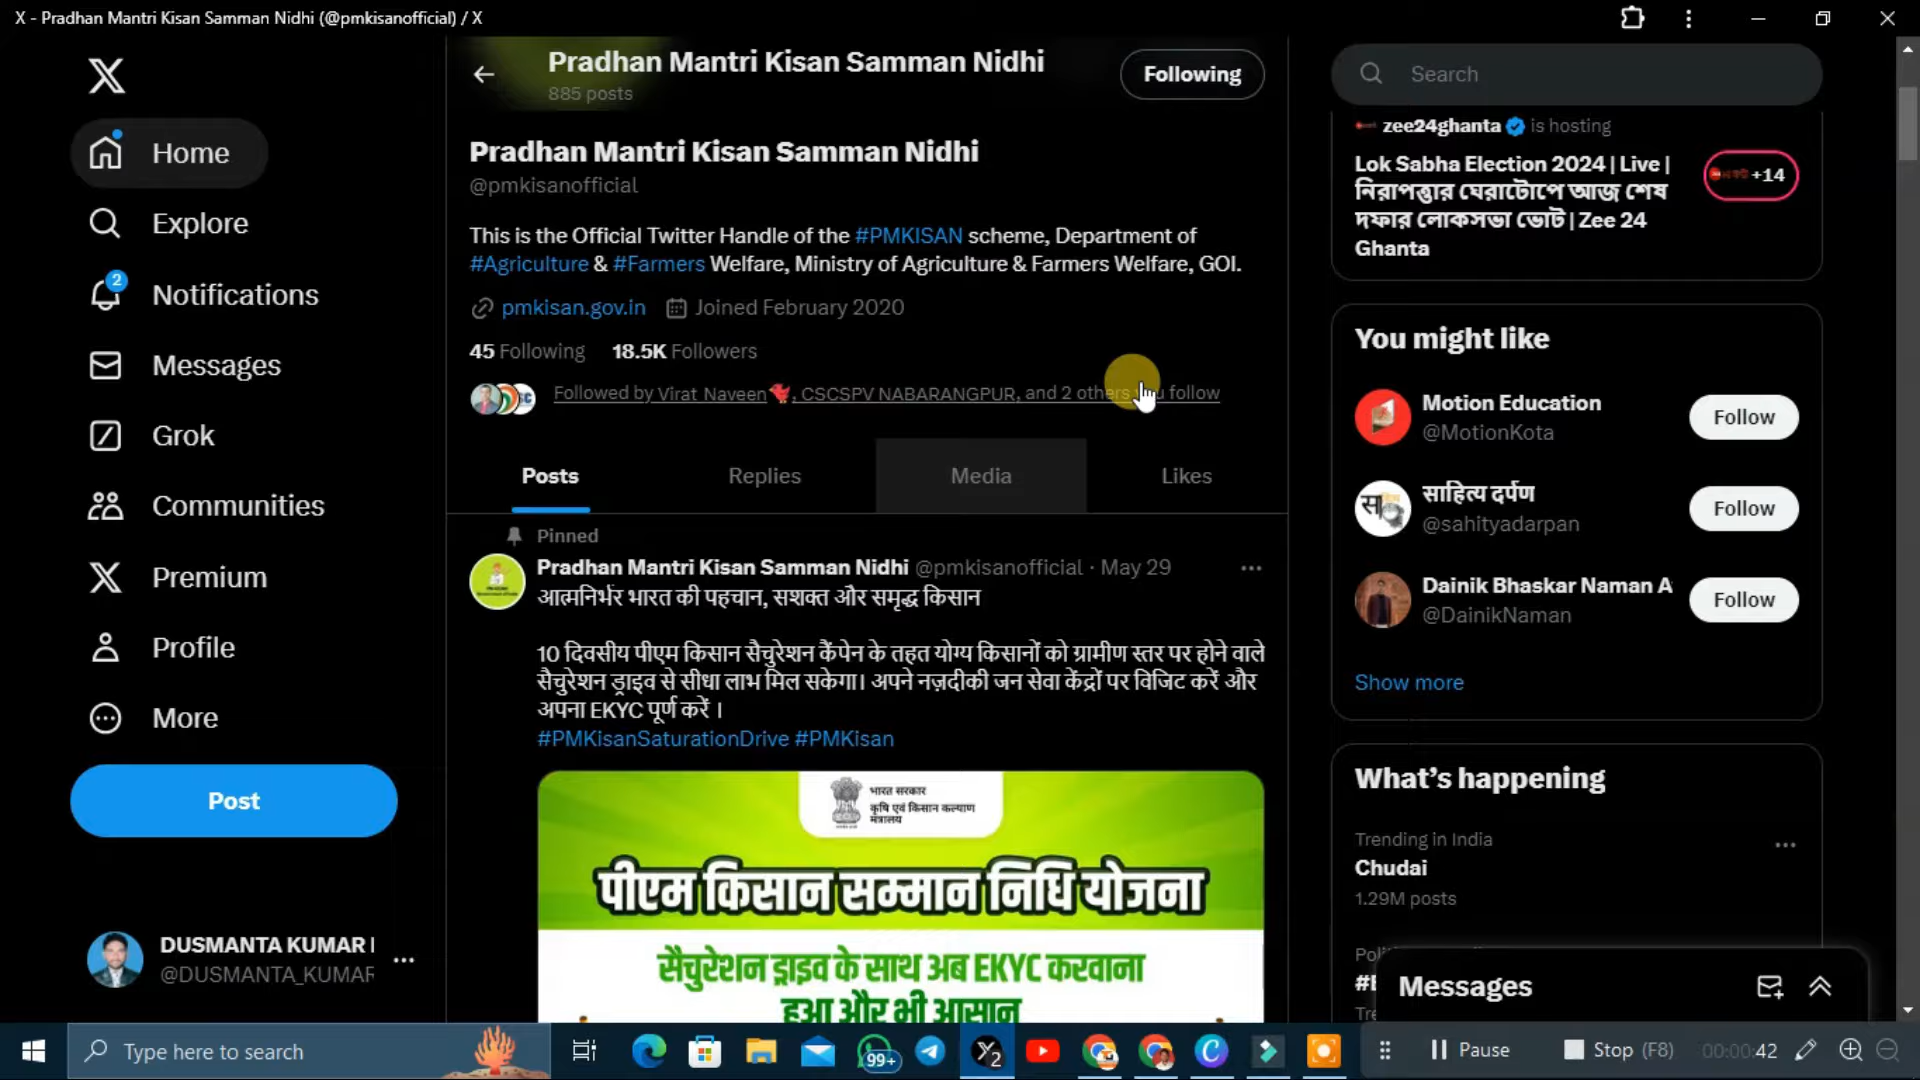 X - Pradhan Mantri Kisan Samman Nidhi (@pmkisanofficial) / X
Home
Explore
2
Notifications
Messages
Grok
Communities
Premium
Profile
More
Post
DUSMANTA KUMAR
@DUSMANTA_KUMAR
Pradhan Mantri Kisan Samman Nidhi
885 posts
Following
Pradhan Mantri Kisan Samman Nidhi
@pmkisanofficial
This is the Official Twitter Handle of the #PMKISAN scheme, Department of
#Agriculture & #Farmers Welfare, Ministry of Agriculture & Farmers Welfare, GOI.
pmkisan.gov.in Joined February 2020
45 Following 18.5K Followers
Followed by Virat Naveen, CSCSPV NABARANGPUR, and 2 others you follow
Posts Replies Media Likes
Pinned
Pradhan Mantri Kisan Samman Nidhi @pmkisanofficial · May 29
आत्मनिर्भर भारत की पहचान, सशक्त और समृद्ध किसान
10 दिवसीय पीएम किसान सैचुरेशन कैंपेन के तहत योग्य किसानों को ग्रामीण स्तर पर होने वाले
सैचुरेशन ड्राइव से सीधा लाभ मिल सकेगा। अपने नज़दीकी जन सेवा केंद्रों पर विजिट करें और
अपना EKYC पूर्ण करें ।
#PMKisanSaturationDrive #PMKisan
भारत सरकार
कृषि एवं किसान कल्याण
मंत्रालय
पीएम किसान सम्मान निधि योजना
सैचुरेशन ड्राइव के साथ अब EKYC करवाना
हुआ और भी आसान
Search
zee24ghanta is hosting
Lok Sabha Election 2024 | Live |
নিরাপত্তার ঘেরাটোপে আজ শেষ
দফার লোকসভা ভোট | Zee 24
Ghanta
+14
You might like
Motion Education
@MotionKota
Follow
साहित्य दर्पण
@sahityadarpan
Follow
Dainik Bhaskar Naman A
@DainikNaman
Follow
Show more
What's happening
Trending in India
Chudai
1.29M posts
Messages
Type here to search
99+
Pause
Stop (F8)
00:00:42